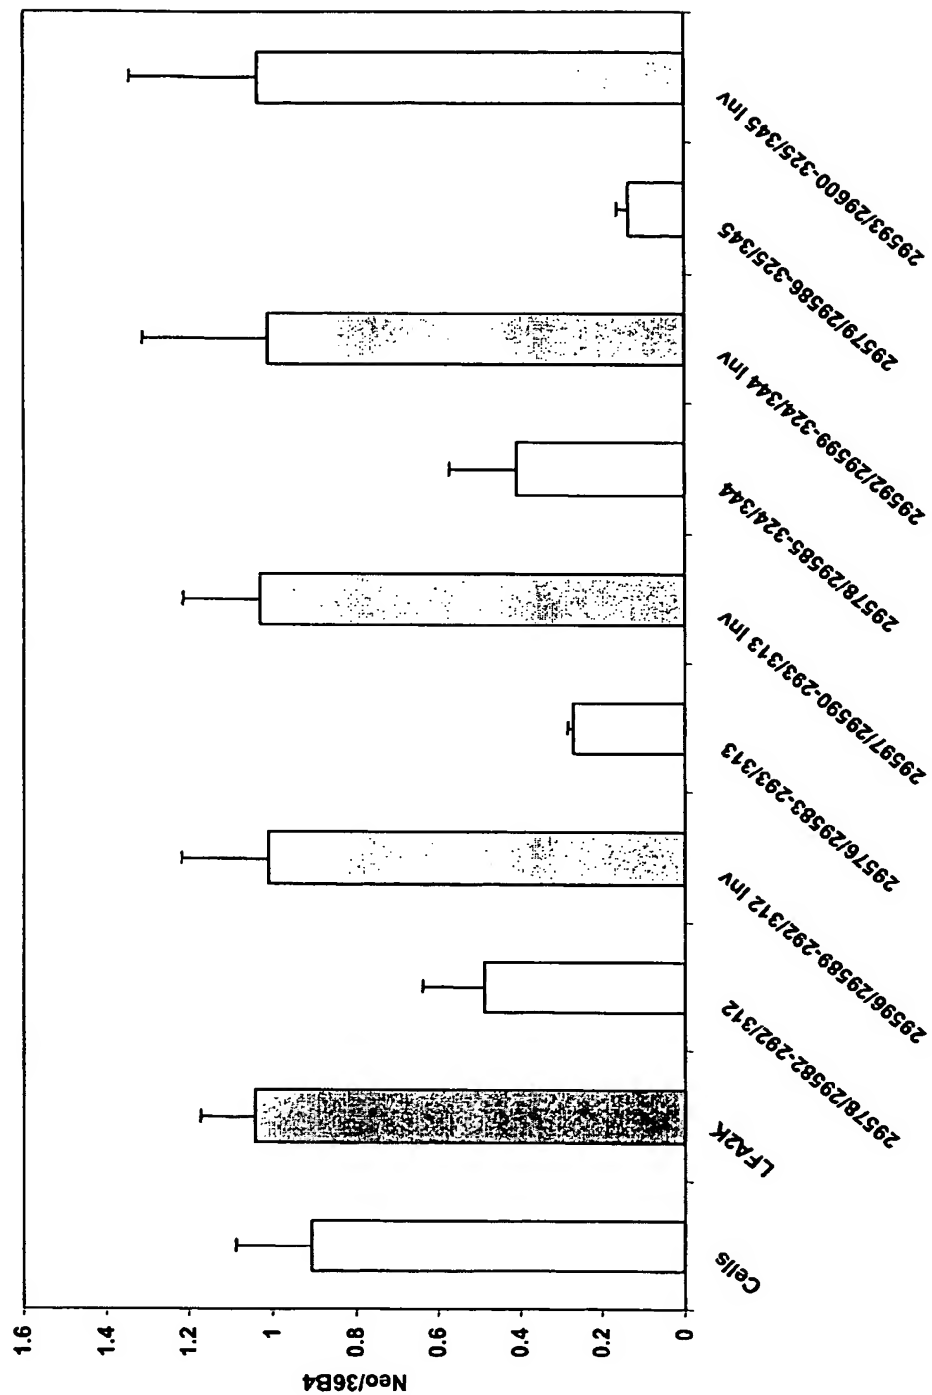 Neo/36B4
1.6
1.4
1.2
1
0.8
0.6
0.4
0.2
0
Cells
LFA2K
29578/29582-292/312
29596/29589-292/312 Inv
29576/29583-293/313
29597/29590-293/313 Inv
29578/29585-324/344
29592/29599-324/344 Inv
29579/29586-325/345
29593/29600-325/345 Inv